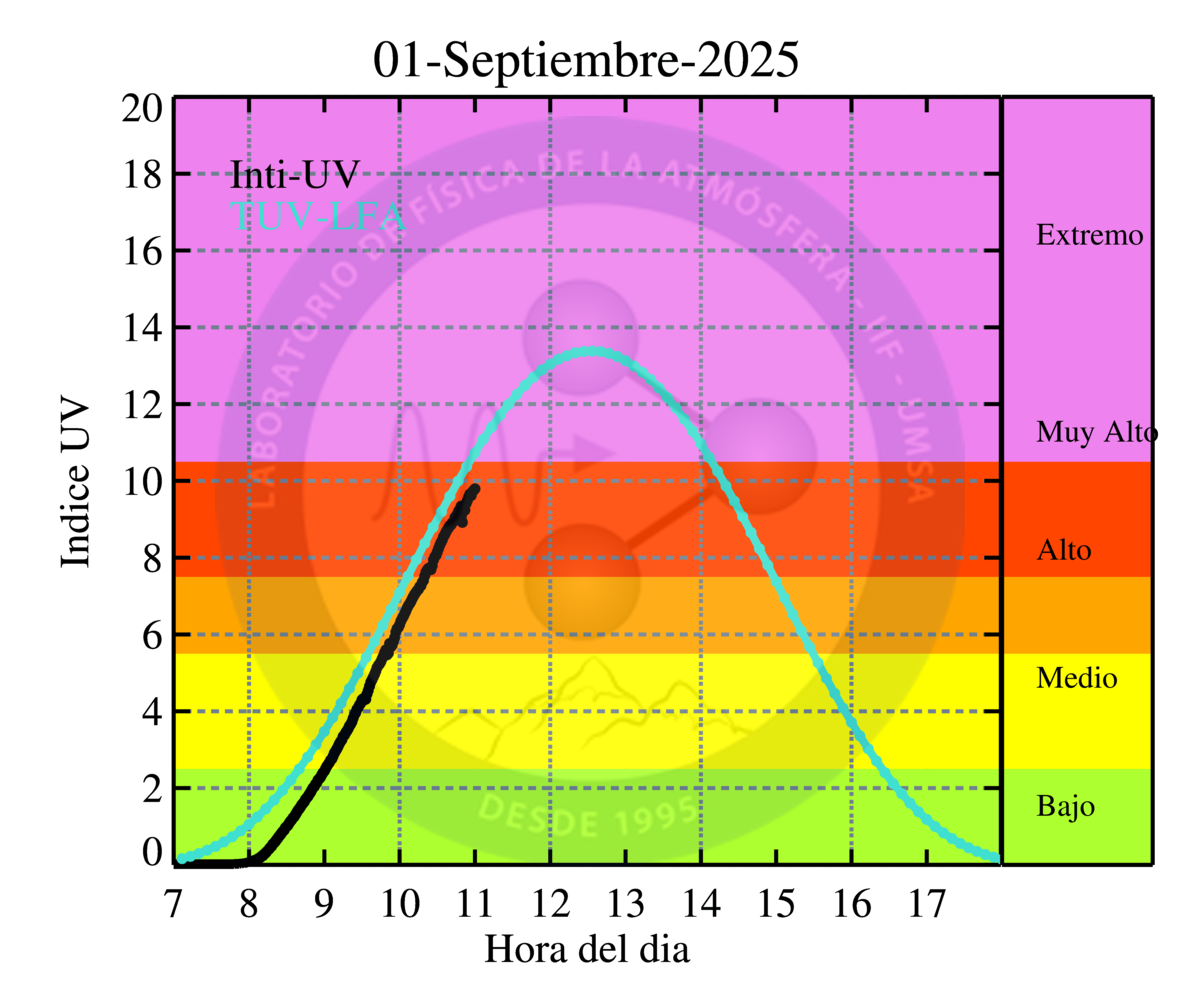 01-Septiembre-2025
20
18
16
14
12
10
8
6
4
2
0
Indice UV
Inti-UV
TUV-LFA
LABORATORIO DE FÍSICA DE LA ATMÓSFERA - IIF - UMSA
DESDE 1995
Extremo
Muy Alto
Alto
Medio
Bajo
7 8 9 10 11 12 13 14 15 16 17
Hora del dia